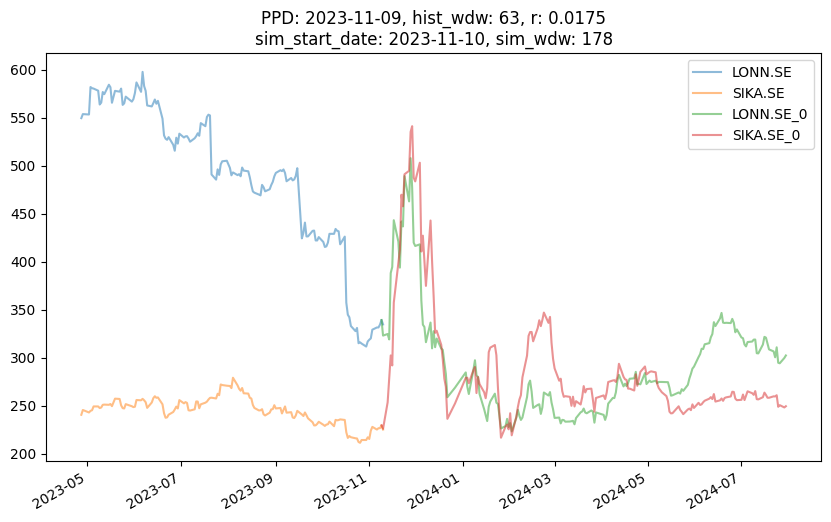 PPD: 2023-11-09, hist_wdw: 63, r: 0.0175
sim_start_date: 2023-11-10, sim_wdw: 178
LONN.SE
SIKA.SE
LONN.SE_0
SIKA.SE_0
600
550
500
450
400
350
300
250
200
2023-05
2023-07
2023-09
2023-11
2024-01
2024-03
2024-05
2024-07